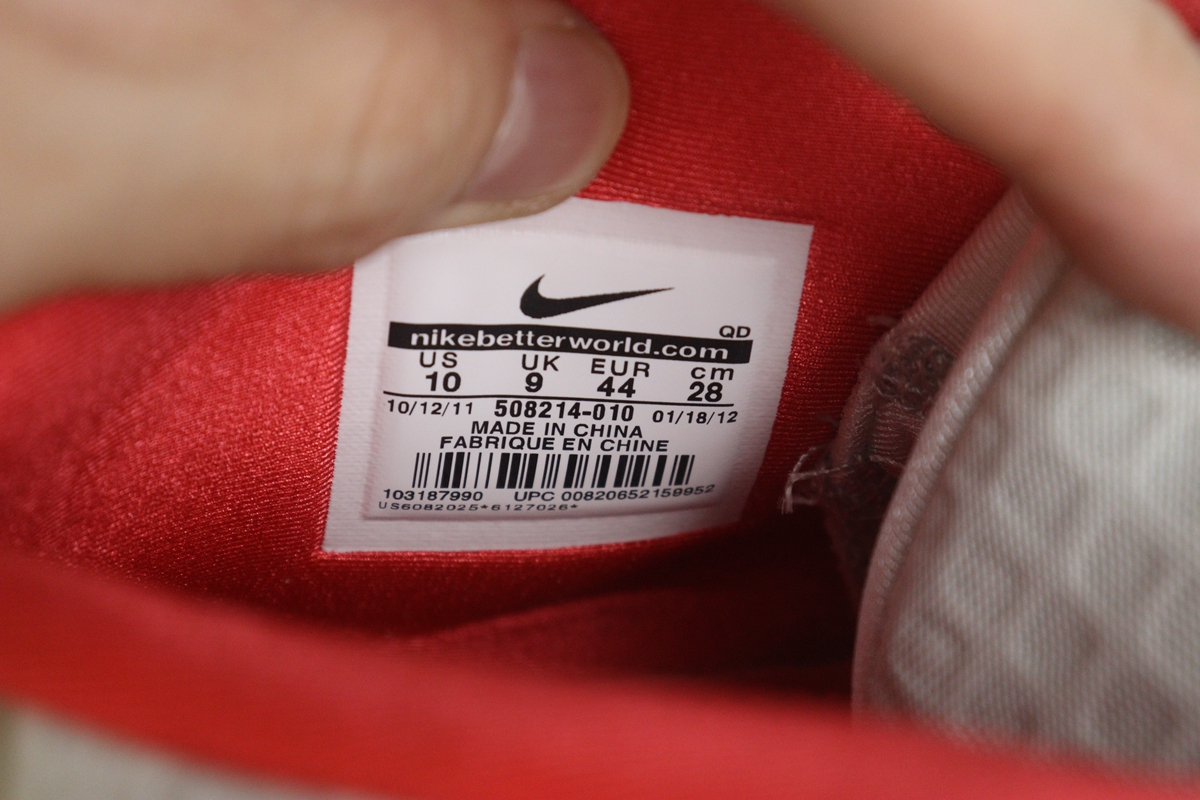 QD
nikebetterworld.com
US UK EUR cm
10 9 44 28
10/12/11 508214-010 01/18/12
MADE IN CHINA
FABRIQUE EN CHINE
103187990 UPC 00820652159952
US6082025*6127026*